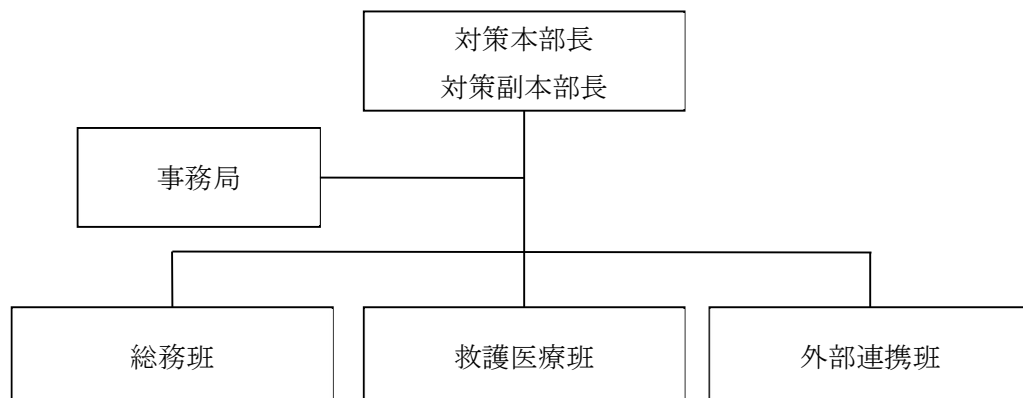 対策本部長
対策副本部長
事務局
総務班
救護医療班
外部連携班